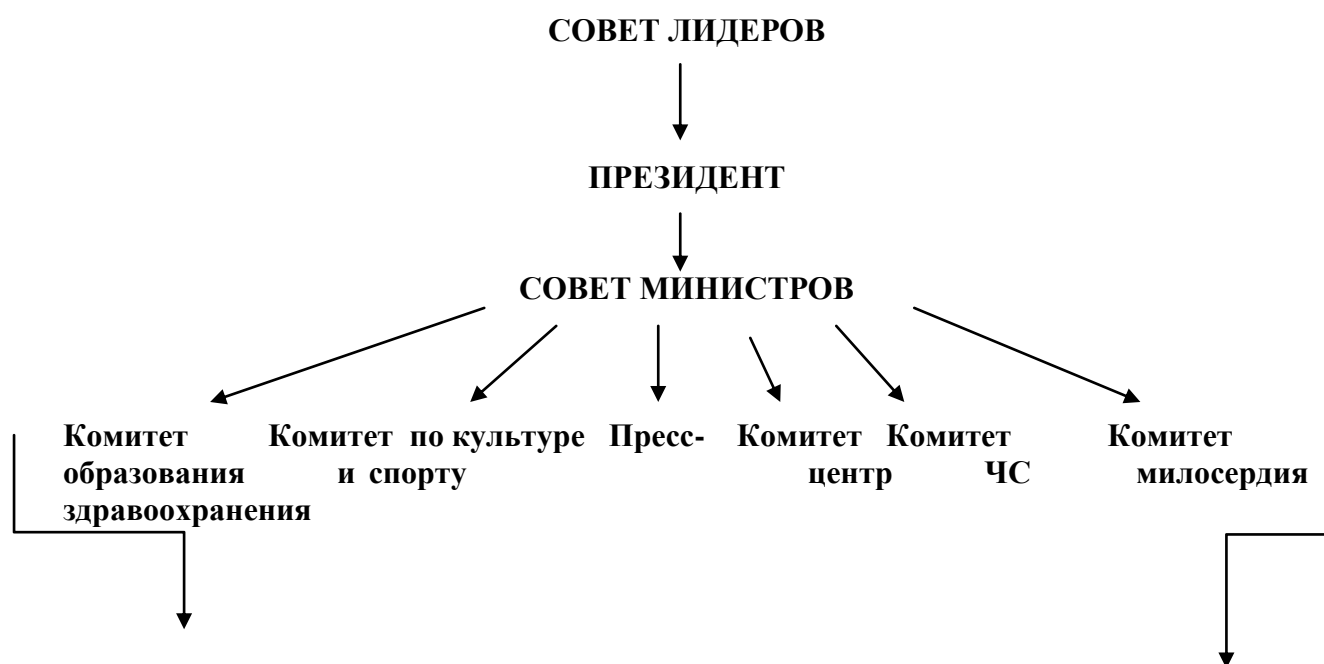 СОВЕТ ЛИДЕРОВ
ПРЕЗИДЕНТ
СОВЕТ МИНИСТРОВ
Комитет Комитет по культуре Пресс- Комитет Комитет Комитет
образования и спорту центр ЧС милосердия
здравоохранения